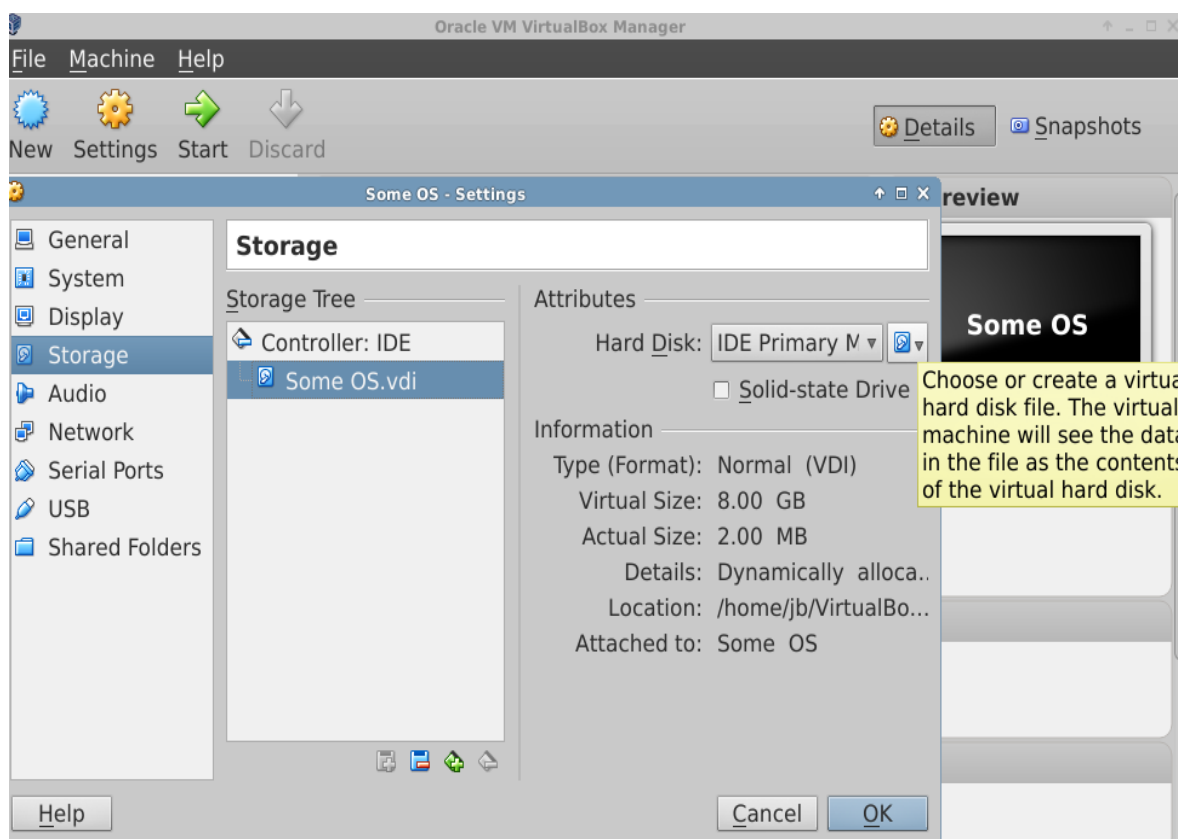 Oracle VM VirtualBox Manager
File Machine Help
New Settings Start Discard
Details Snapshots
Some OS - Settings
review
General
System
Display
Storage
Audio
Network
Serial Ports
USB
Shared Folders
Storage
Storage Tree
Controller: IDE
Some OS.vdi
Attributes
Hard Disk: IDE Primary M
Solid-state Drive
Information
Type (Format): Normal (VDI)
Virtual Size: 8.00 GB
Actual Size: 2.00 MB
Details: Dynamically alloca..
Location: /home/jb/VirtualBo...
Attached to: Some OS
Some OS
Choose or create a virtua
hard disk file. The virtual
machine will see the data
in the file as the contents
of the virtual hard disk.
Help Cancel OK